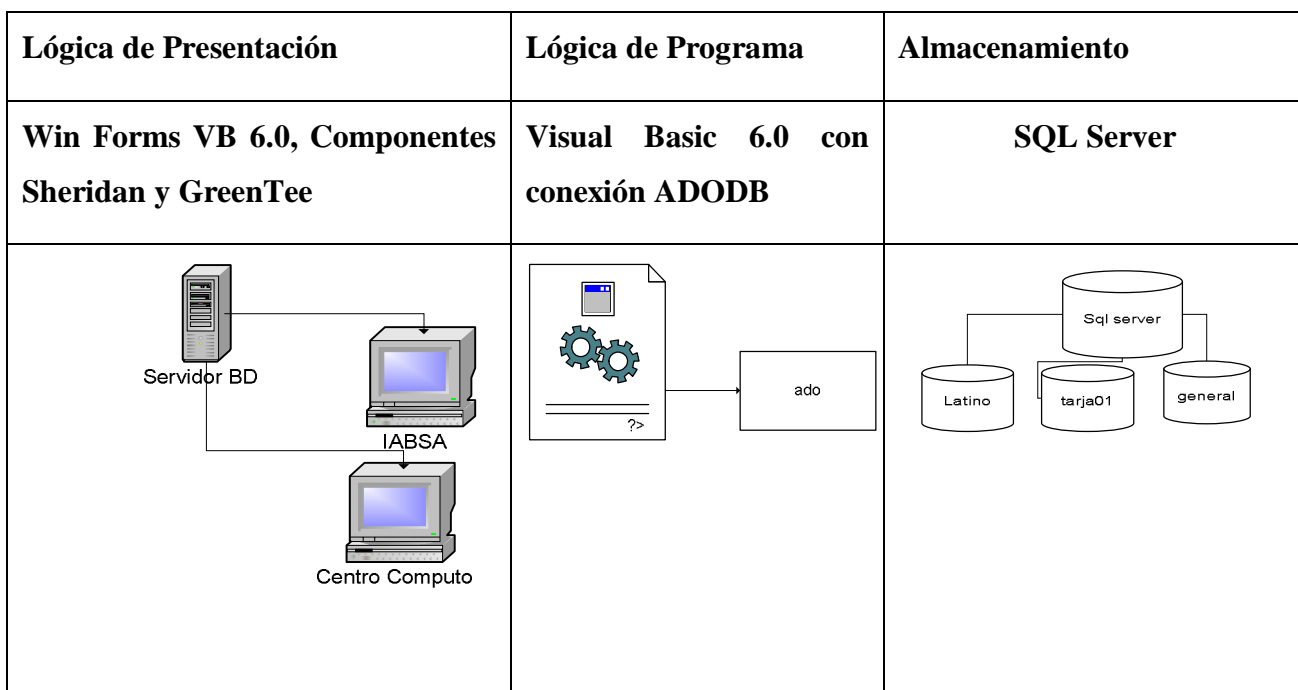 Lógica de Presentación
Lógica de Programa
Almacenamiento
Win Forms VB 6.0, Componentes
Sheridan y GreenTee
Visual Basic 6.0 con
conexión ADODB
SQL Server
Servidor BD
IABSA
Centro Computo
?>
ado
Sql server
Latino
tarja01
general